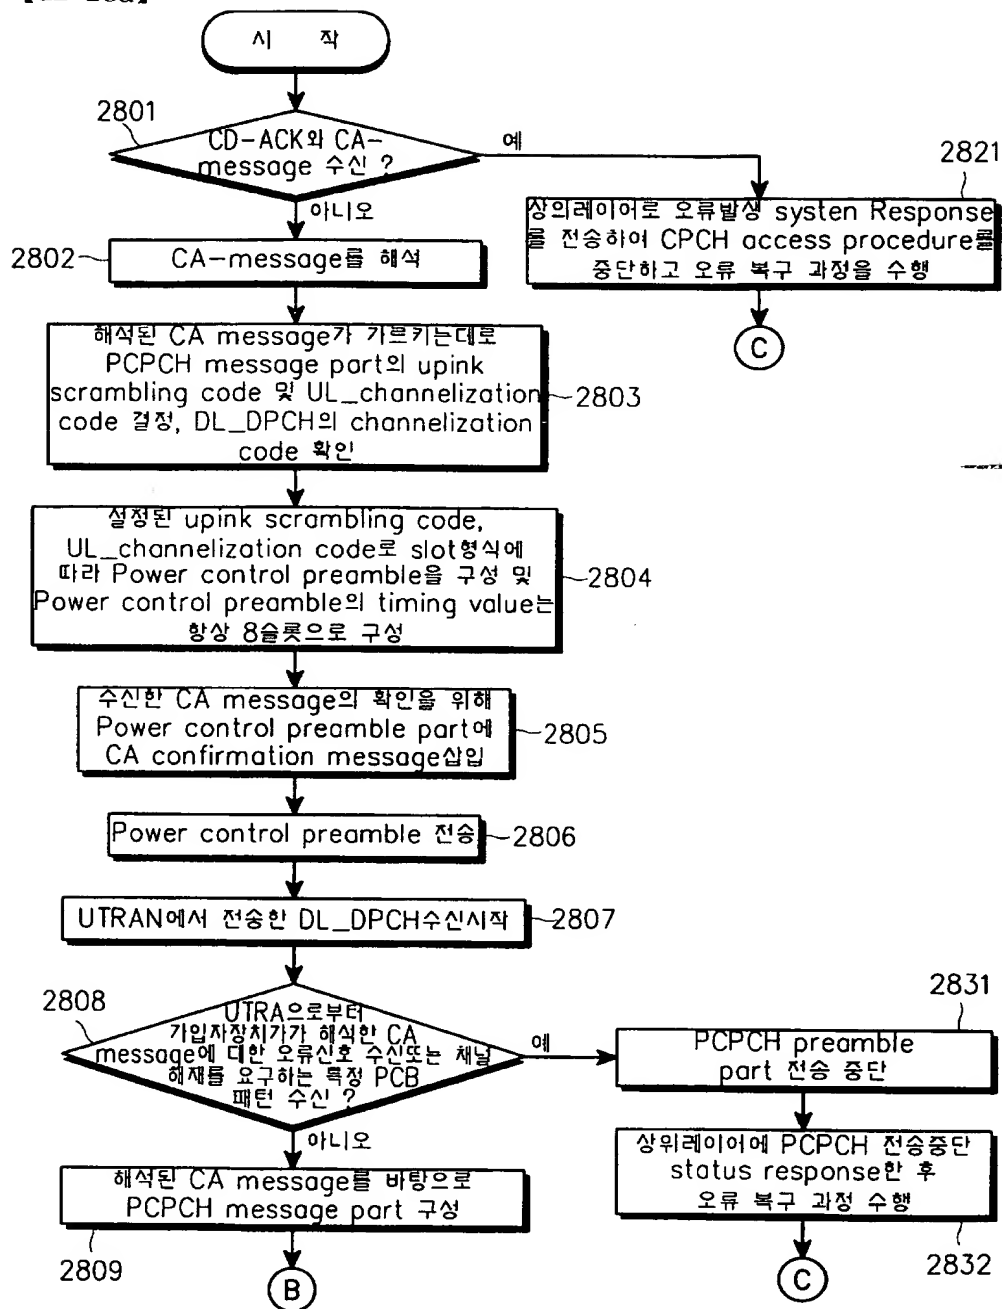 시 작
2801
CD-ACK와 CA-
message 수신 ?
예
아니오
2821
상의레이어로 오류발생 systen Response
를 전송하여 CPCH access procedure를
중단하고 오류 복구 과정을 수행
C
2802
CA-message를 해석
해석된 CA message가 가르키는데로
PCPCH message part의 upink
scrambling code 및 UL_channelization
code 결정, DL_DPCH의 channelization
code 확인
2803
설정된 upink scrambling code,
UL_channelization code로 slot형식에
따라 Power control preamble을 구성 및
Power control preamble의 timing value는
항상 8슬롯으로 구성
2804
수신한 CA message의 확인을 위해
Power control preamble part에
CA confirmation message삽입
2805
Power control preamble 전송
2806
UTRAN에서 전송한 DL_DPCH수신시작
2807
2808
UTRA으로부터
가입자장치가가 해석한 CA
message에 대한 오류신호 수신또는 채널
해재를 요구하는 특정 PCB
패턴 수신 ?
예
아니오
2831
PCPCH preamble
part 전송 중단
상위레이어에 PCPCH 전송중단
status response한 후
오류 복구 과정 수행
2832
C
해석된 CA message를 바탕으로
PCPCH message part 구성
2809
B